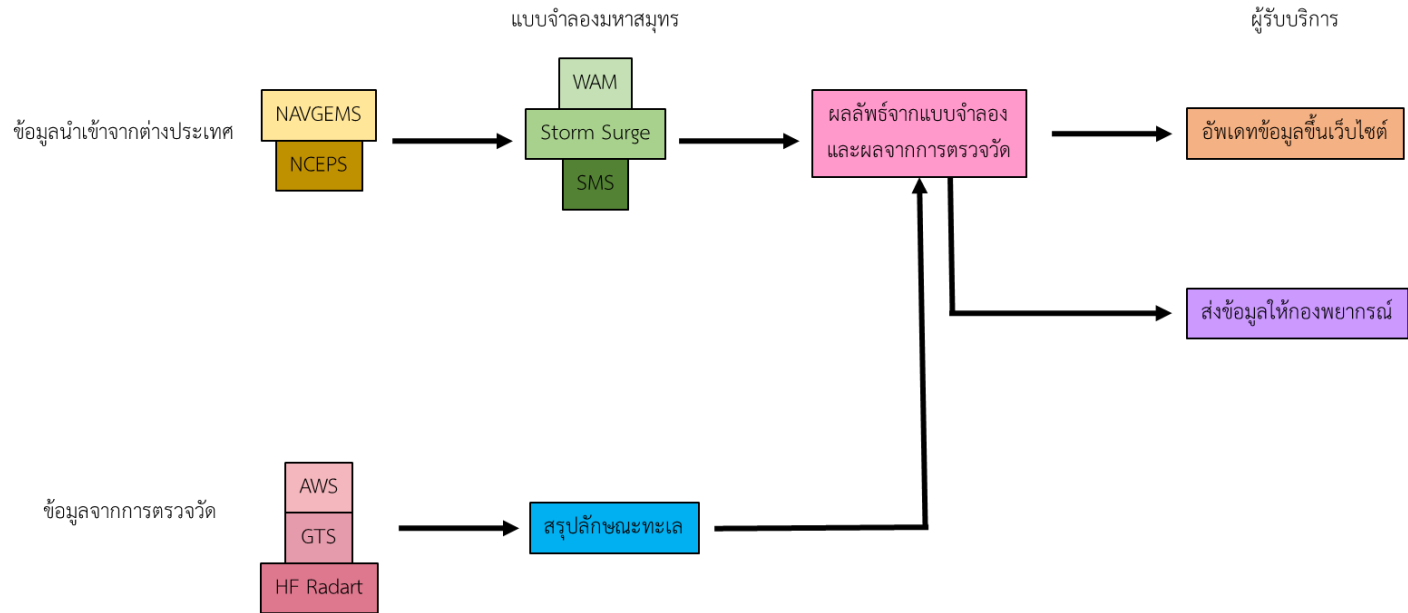 แบบจำลองมหาสมุทร
ผู้รับบริการ
ข้อมูลนำเข้าจากต่างประเทศ
NAVGEMS
NCEPS
WAM
Storm Surge
SMS
ผลลัพธ์จากแบบจำลอง
และผลจากการตรวจวัด
อัพเดทข้อมูลขึ้นเว็บไซต์
ส่งข้อมูลให้กองพยากรณ์
ข้อมูลจากการตรวจวัด
AWS
GTS
HF Radart
สรุปลักษณะทะเล